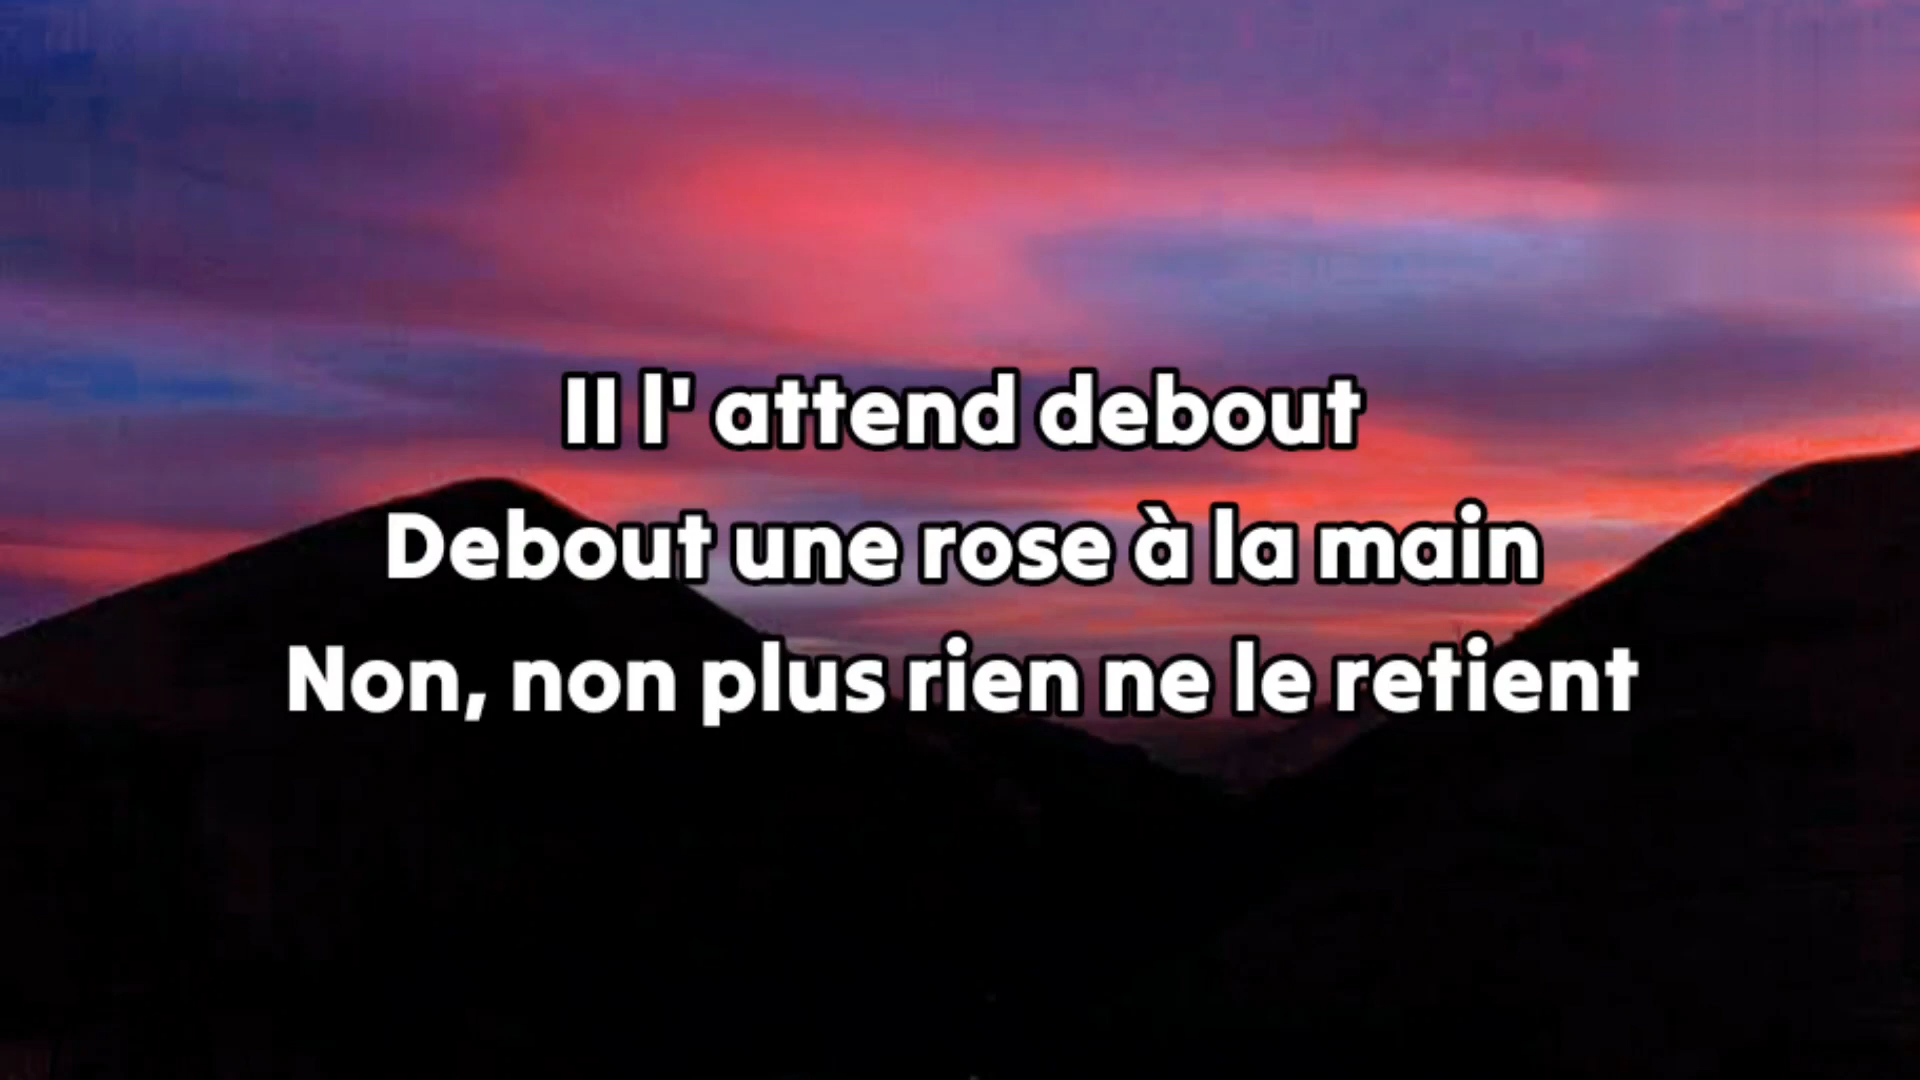 Il l' attend debout
Debout une rose à la main
Non, non plus rien ne le retient